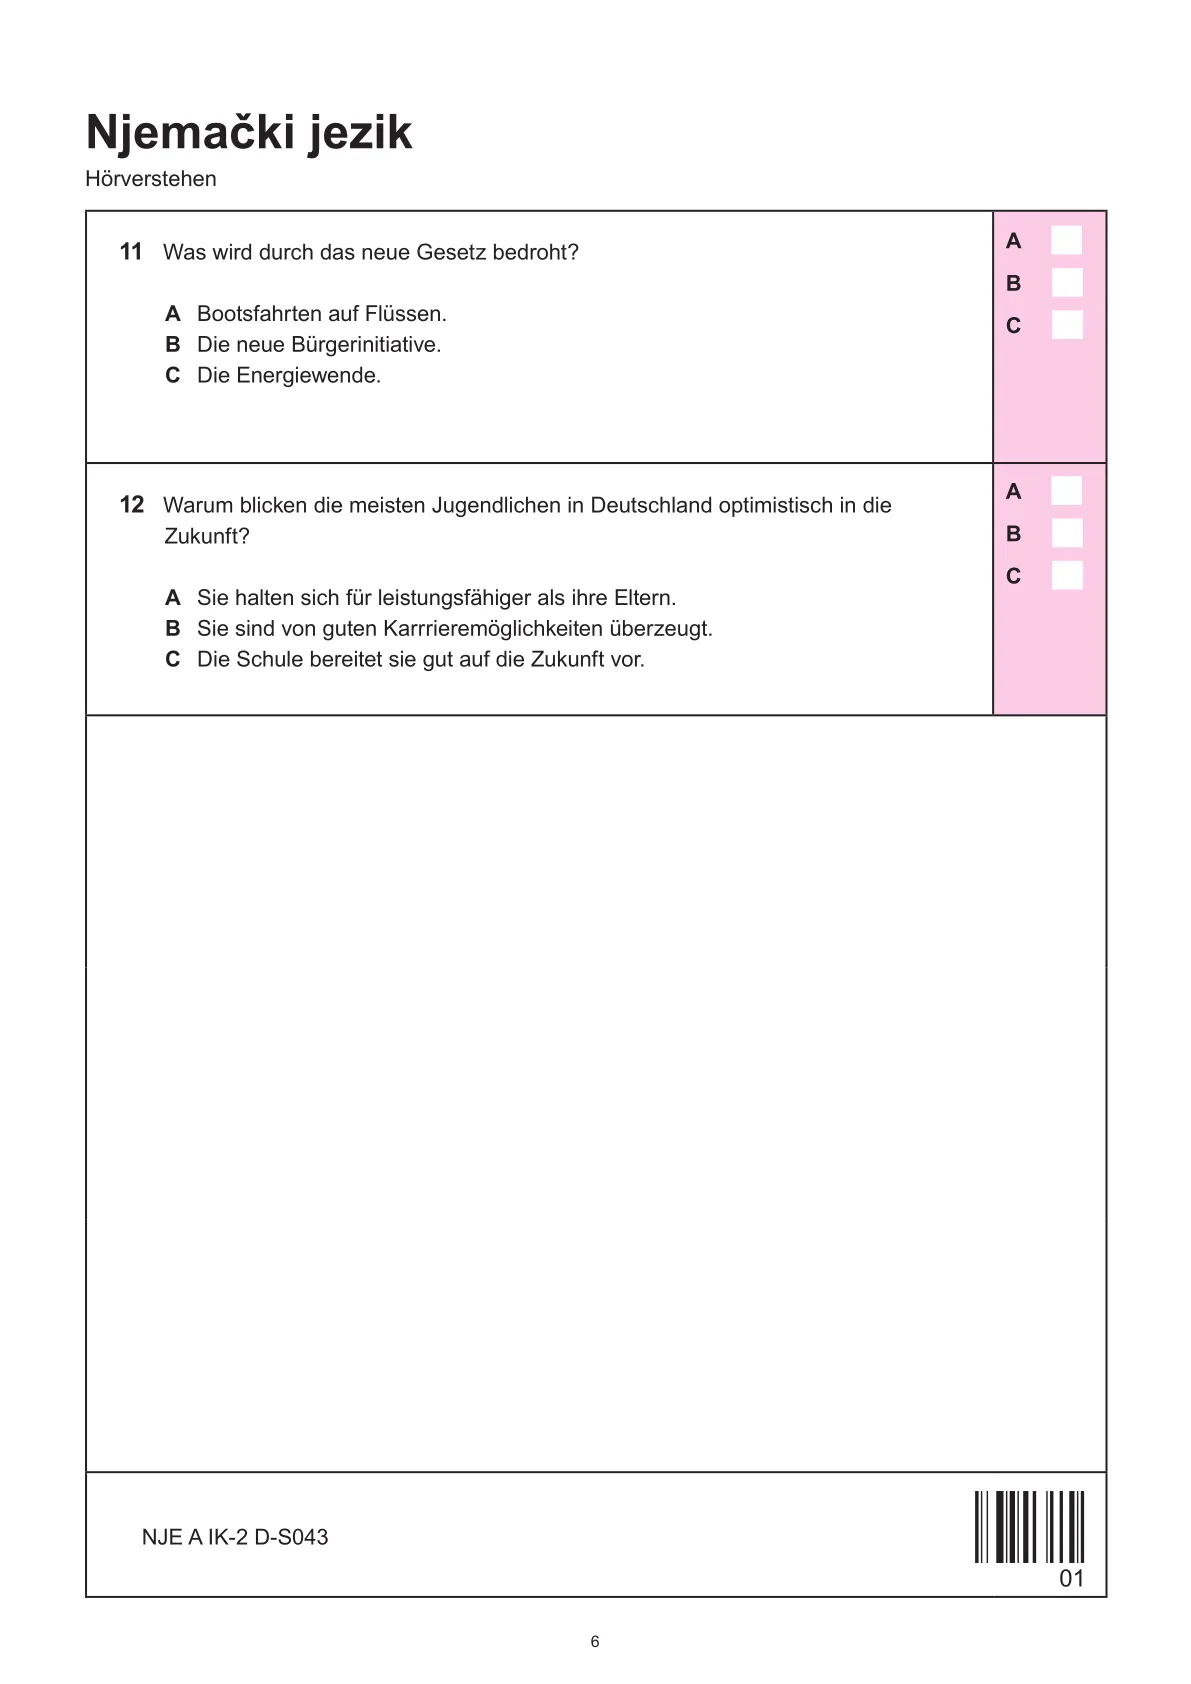 Njemački jezik
Hörverstehen
11 Was wird durch das neue Gesetz bedroht?
A Bootsfahrten auf Flüssen.
B Die neue Bürgerinitiative.
C Die Energiewende.
A
B
C
12 Warum blicken die meisten Jugendlichen in Deutschland optimistisch in die
Zukunft?
A Sie halten sich für leistungsfähiger als ihre Eltern.
B Sie sind von guten Karrrieremöglichkeiten überzeugt.
C Die Schule bereitet sie gut auf die Zukunft vor.
A
B
C
NJE A IK-2 D-S043
01
6